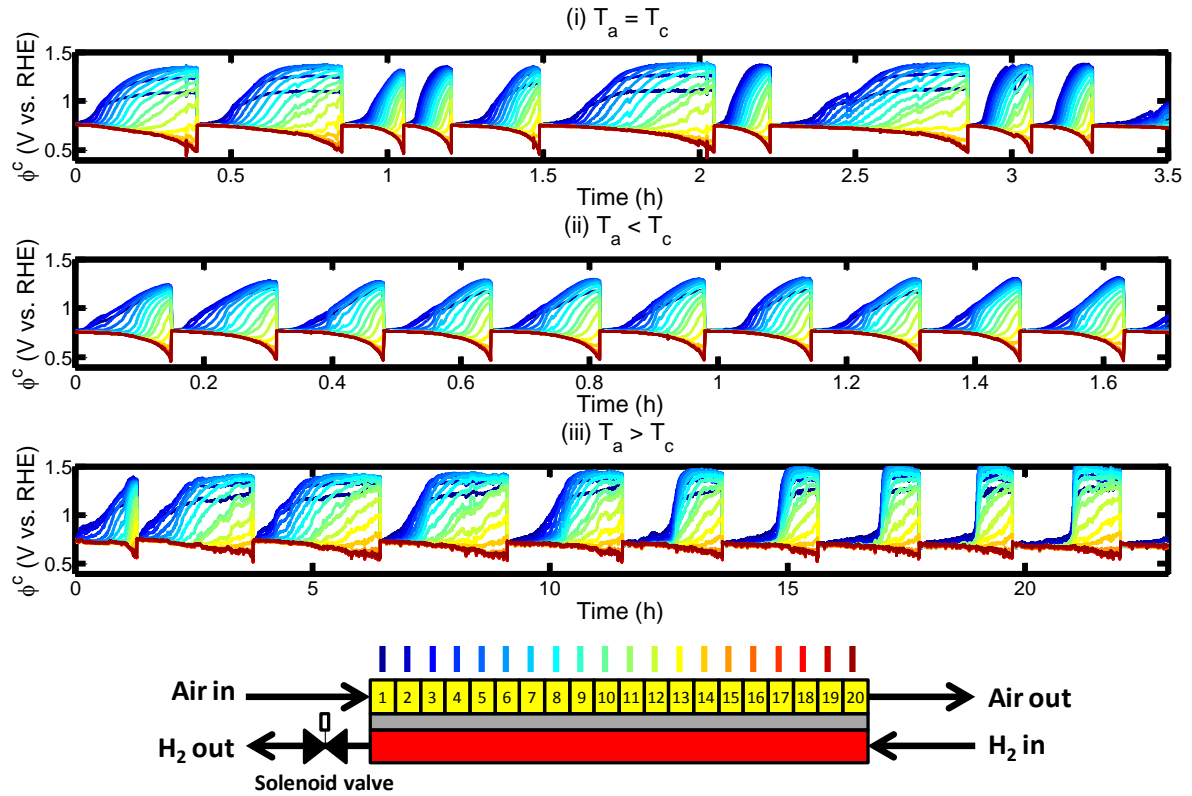 (i) T_a = T_c
ϕ^c (V vs. RHE)
1.5
1
0.5
0 0.5 1 1.5 2 2.5 3 3.5
Time (h)
(ii) T_a < T_c
ϕ^c (V vs. RHE)
1.5
1
0.5
0 0.2 0.4 0.6 0.8 1 1.2 1.4 1.6
Time (h)
(iii) T_a > T_c
ϕ^c (V vs. RHE)
1.5
1
0.5
0 5 10 15 20
Time (h)
Air in
1 2 3 4 5 6 7 8 9 10 11 12 13 14 15 16 17 18 19 20
Air out
H₂ out
H₂ in
Solenoid valve